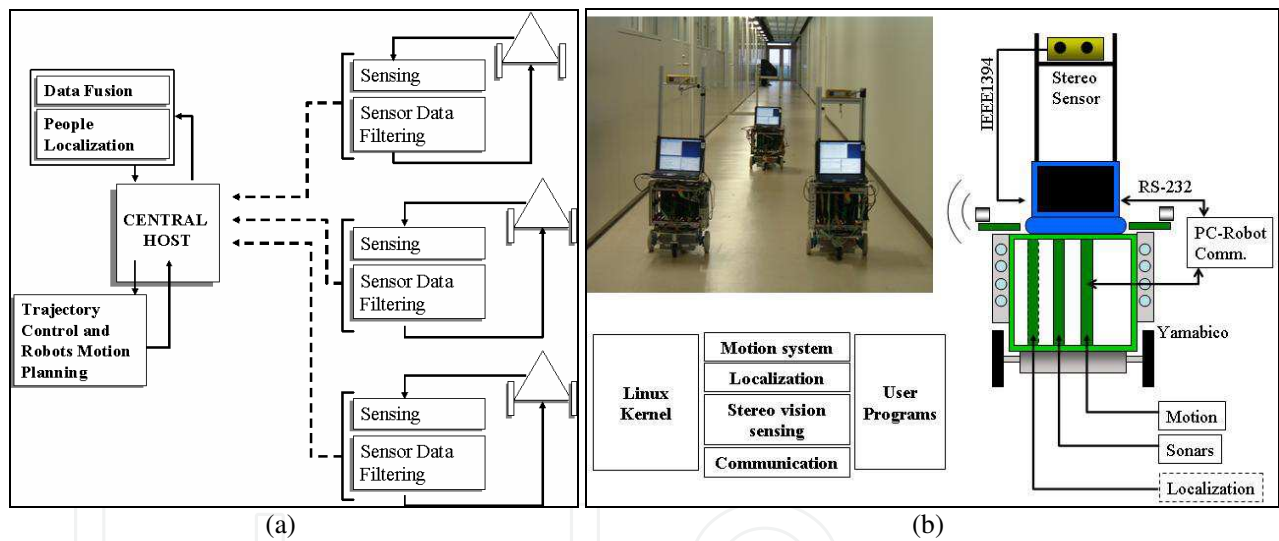 Data Fusion
People
Localization
CENTRAL
HOST
Trajectory
Control and
Robots Motion
Planning
Sensing
Sensor Data
Filtering
Sensing
Sensor Data
Filtering
Sensing
Sensor Data
Filtering
(a)
Linux
Kernel
Motion system
Localization
Stereo vision
sensing
Communication
User
Programs
IEEE1394
Stereo
Sensor
RS-232
PC-Robot
Comm.
Yamabico
Motion
Sonars
Localization
(b)